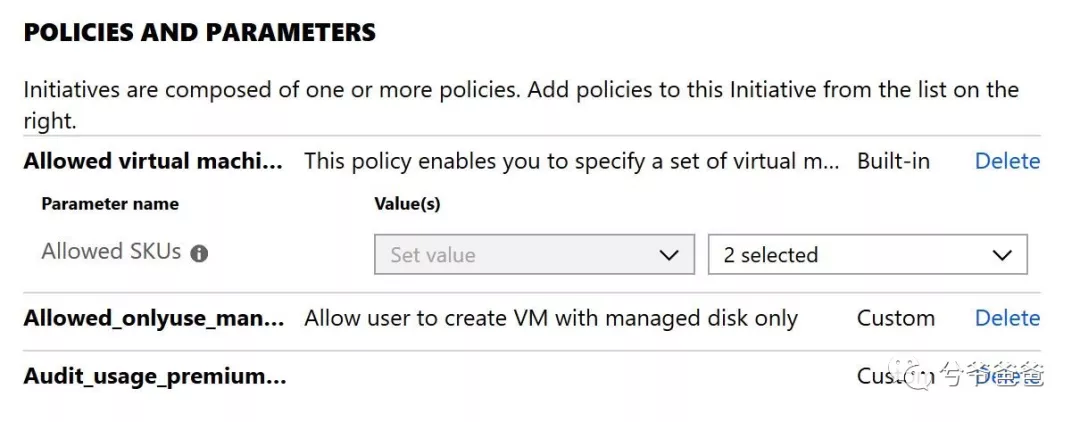 POLICIES AND PARAMETERS
Initiatives are composed of one or more policies. Add policies to this Initiative from the list on the
right.
Allowed virtual machi... This policy enables you to specify a set of virtual m... Built-in Delete
Parameter name Value(s)
Allowed SKUs Set value 2 selected
Allowed_onlyuse_man... Allow user to create VM with managed disk only Custom Delete
Audit_usage_premium... Custom Delete
兮爷爸爸